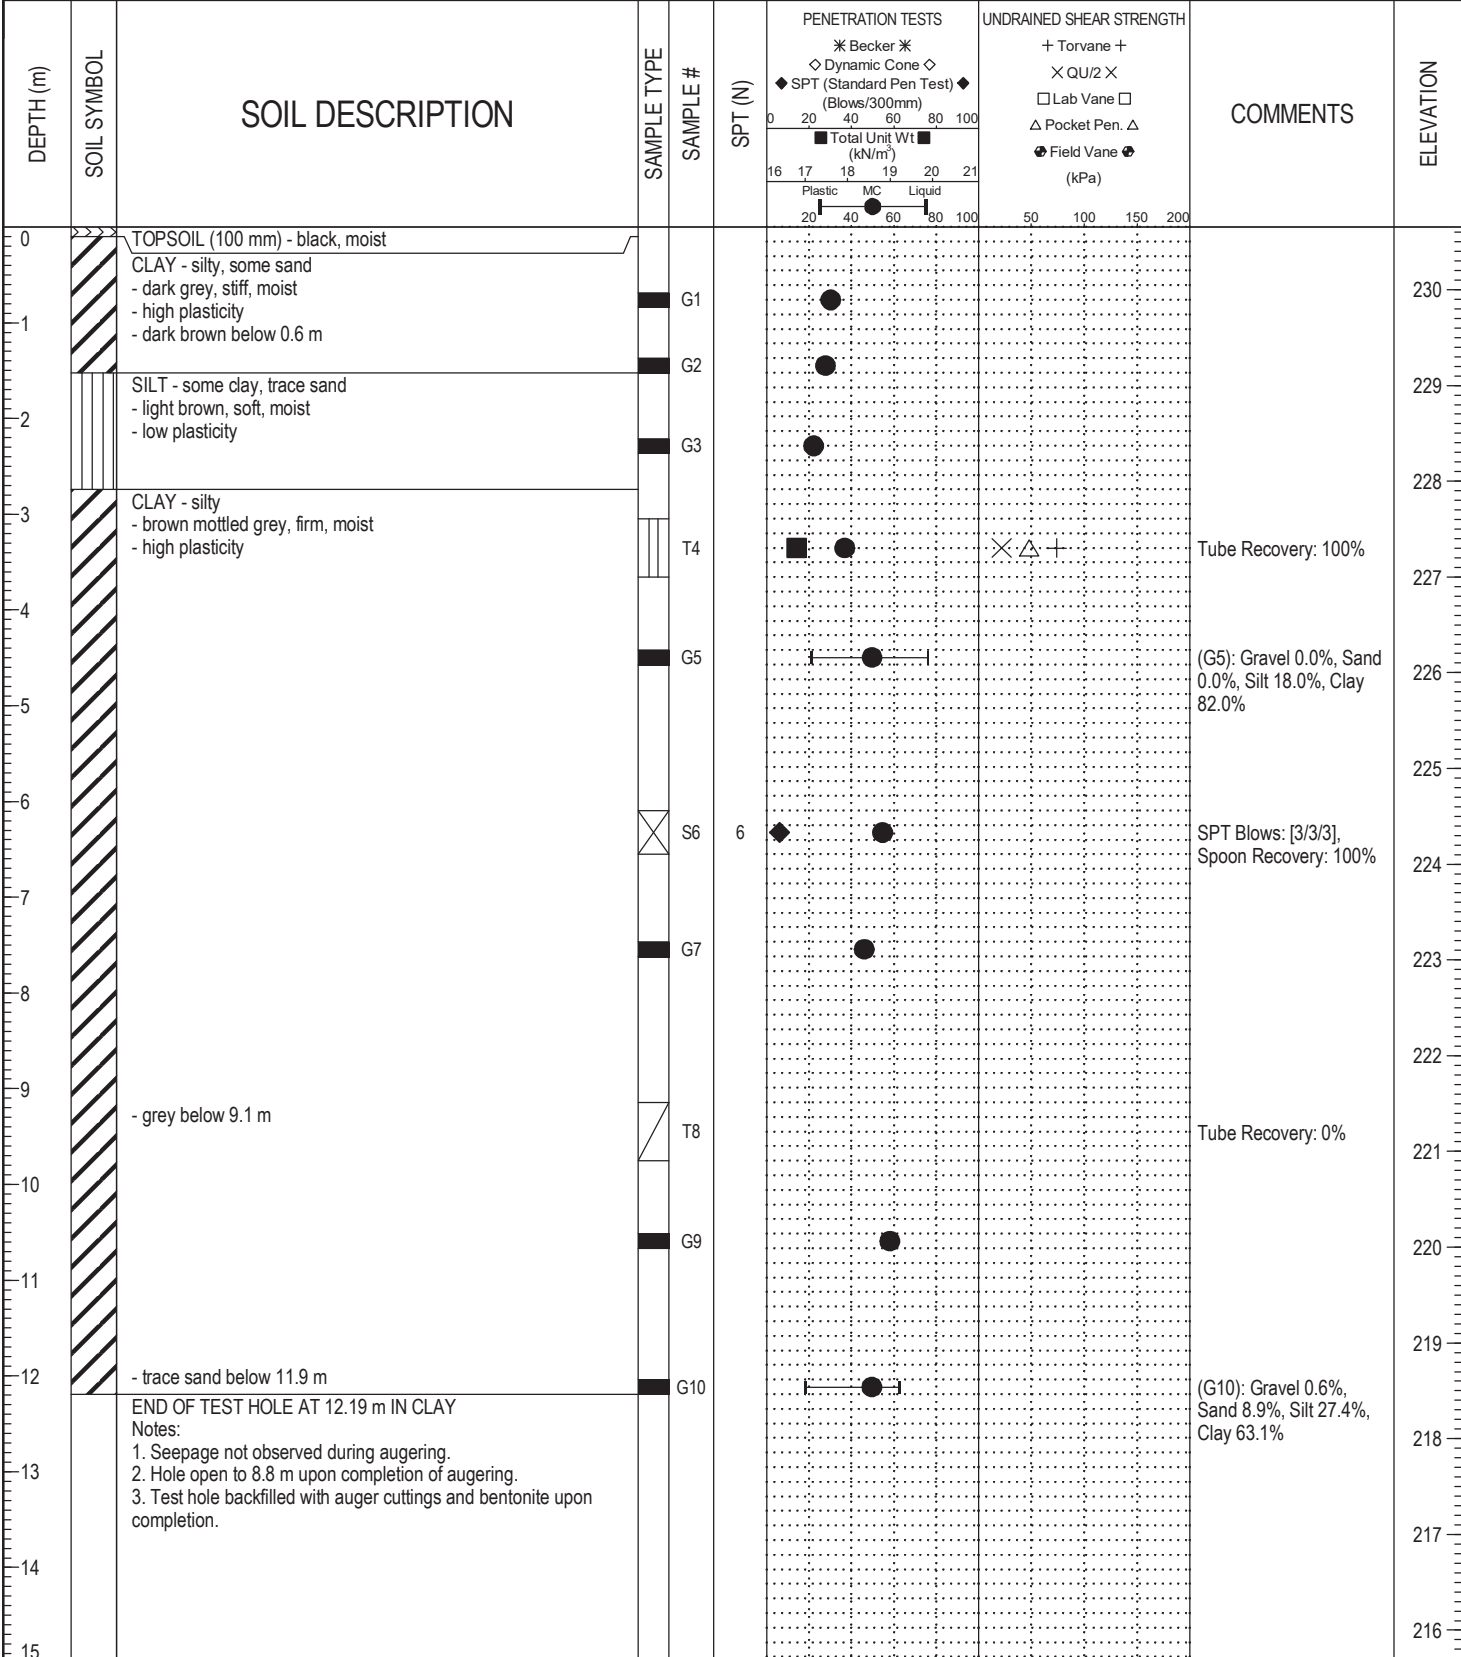 DEPTH (m)
SOIL SYMBOL
SOIL DESCRIPTION
SAMPLE TYPE
SAMPLE #
SPT (N)
PENETRATION TESTS
✳ Becker ✳
◇ Dynamic Cone ◇
◆ SPT (Standard Pen Test) ◆
(Blows/300mm)
0 20 40 60 80 100
■ Total Unit Wt ■
(kN/m³)
16 17 18 19 20 21
Plastic MC Liquid
20 40 60 80 100
UNDRAINED SHEAR STRENGTH
+ Torvane +
✕ QU/2 ✕
□ Lab Vane □
△ Pocket Pen. △
Field Vane
(kPa)
50 100 150 200
COMMENTS
ELEVATION
0
TOPSOIL (100 mm) - black, moist
CLAY - silty, some sand
- dark grey, stiff, moist
- high plasticity
- dark brown below 0.6 m
G1
230
1
G2
SILT - some clay, trace sand
- light brown, soft, moist
- low plasticity
229
2
G3
228
CLAY - silty
- brown mottled grey, firm, moist
- high plasticity
3
T4
Tube Recovery: 100%
227
4
G5
(G5): Gravel 0.0%, Sand
0.0%, Silt 18.0%, Clay
82.0%
226
5
225
6
S6
6
SPT Blows: [3/3/3],
Spoon Recovery: 100%
224
7
G7
223
8
222
9
- grey below 9.1 m
T8
Tube Recovery: 0%
221
10
G9
220
11
219
12
- trace sand below 11.9 m
G10
(G10): Gravel 0.6%,
Sand 8.9%, Silt 27.4%,
Clay 63.1%
END OF TEST HOLE AT 12.19 m IN CLAY
Notes:
1. Seepage not observed during augering.
2. Hole open to 8.8 m upon completion of augering.
3. Test hole backfilled with auger cuttings and bentonite upon
completion.
218
13
217
14
216
15